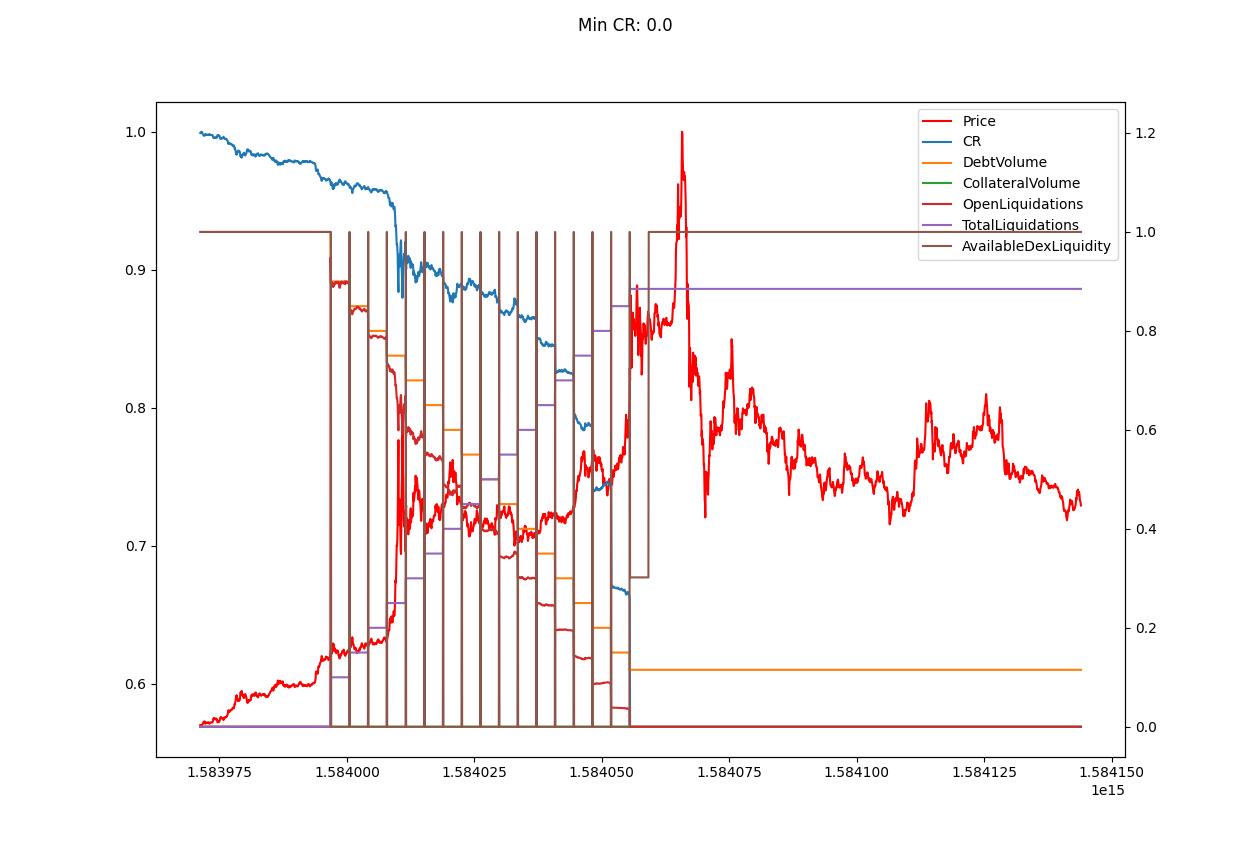 Min CR: 0.0
Price
CR
DebtVolume
CollateralVolume
OpenLiquidations
TotalLiquidations
AvailableDexLiquidity
1.0
0.9
0.8
0.7
0.6
1.2
1.0
0.8
0.6
0.4
0.2
0.0
1.583975 1.584000 1.584025 1.584050 1.584075 1.584100 1.584125 1.584150
1e15